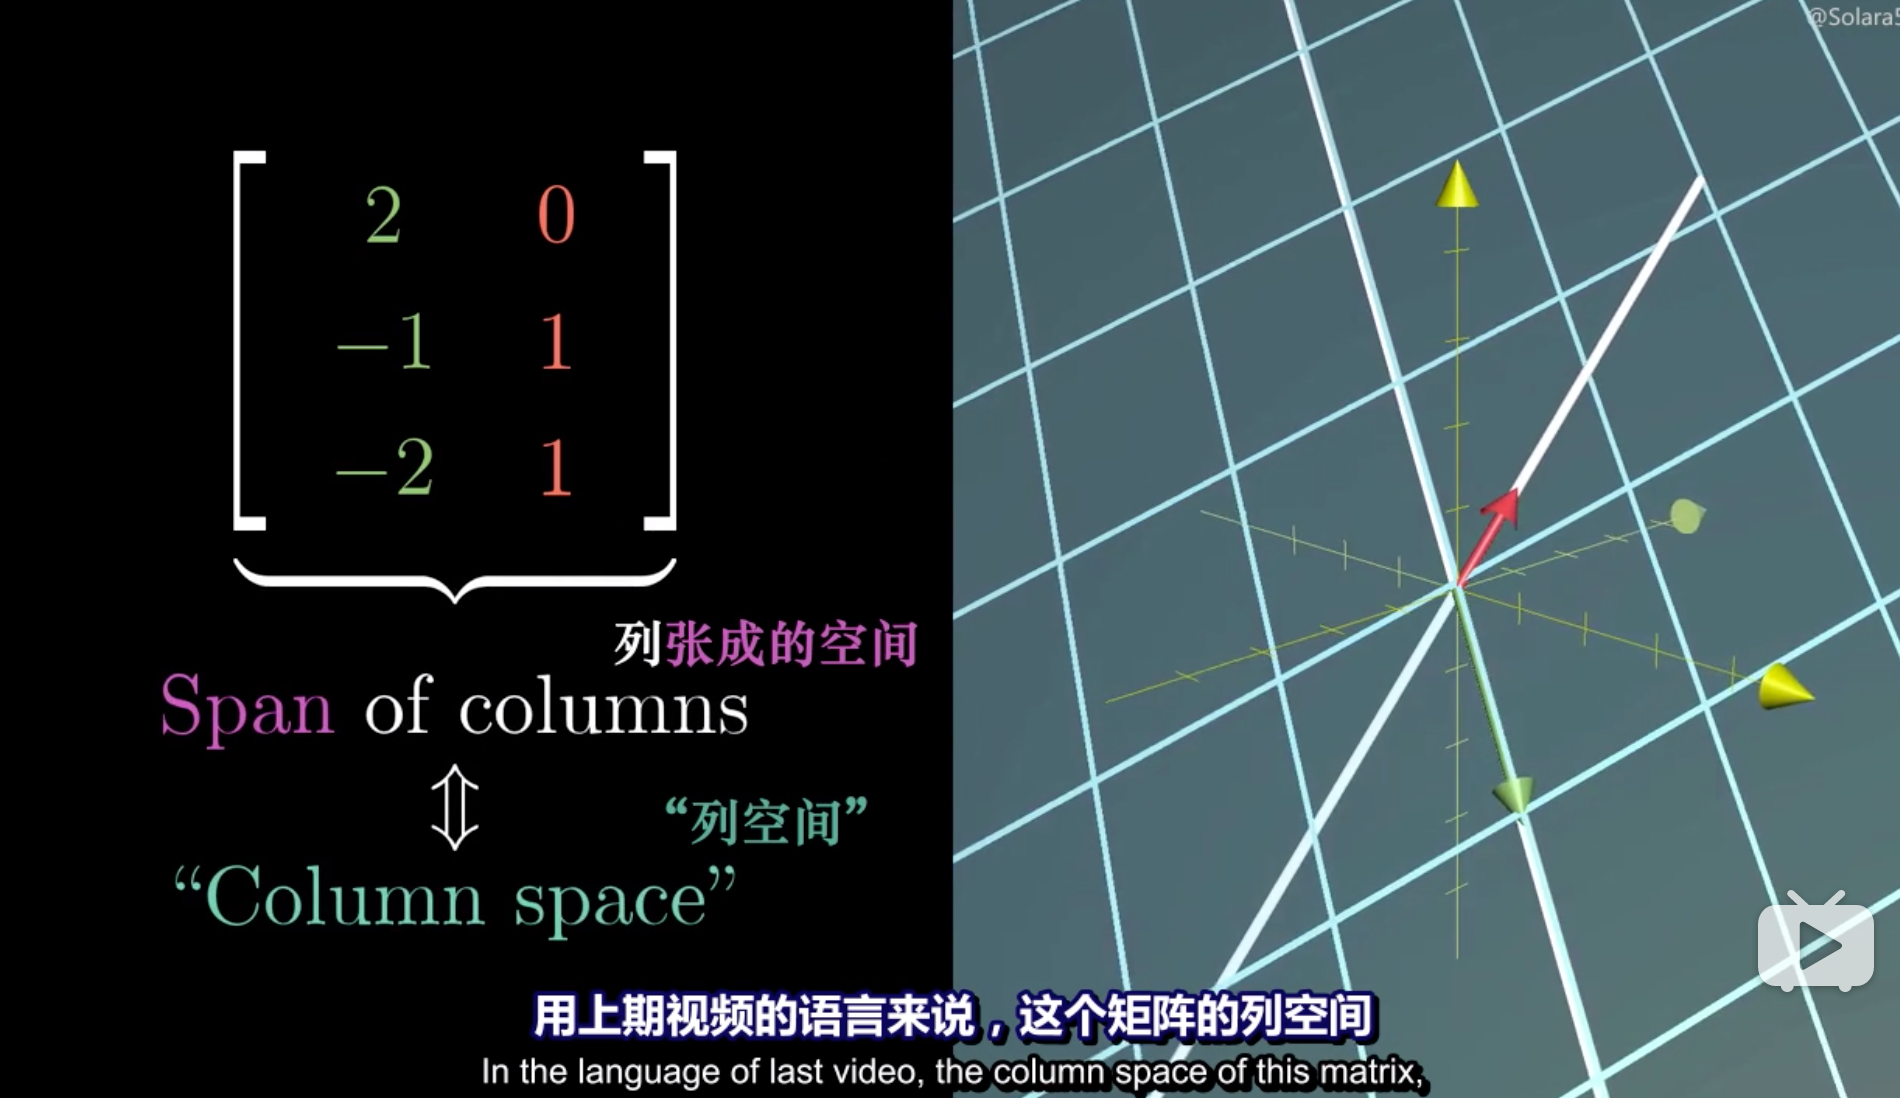 @Solara5
2 0
−1 1
−2 1
列张成的空间
Span of columns
“列空间”
“Column space”
用上期视频的语言来说，这个矩阵的列空间
In the language of last video, the column space of this matrix,